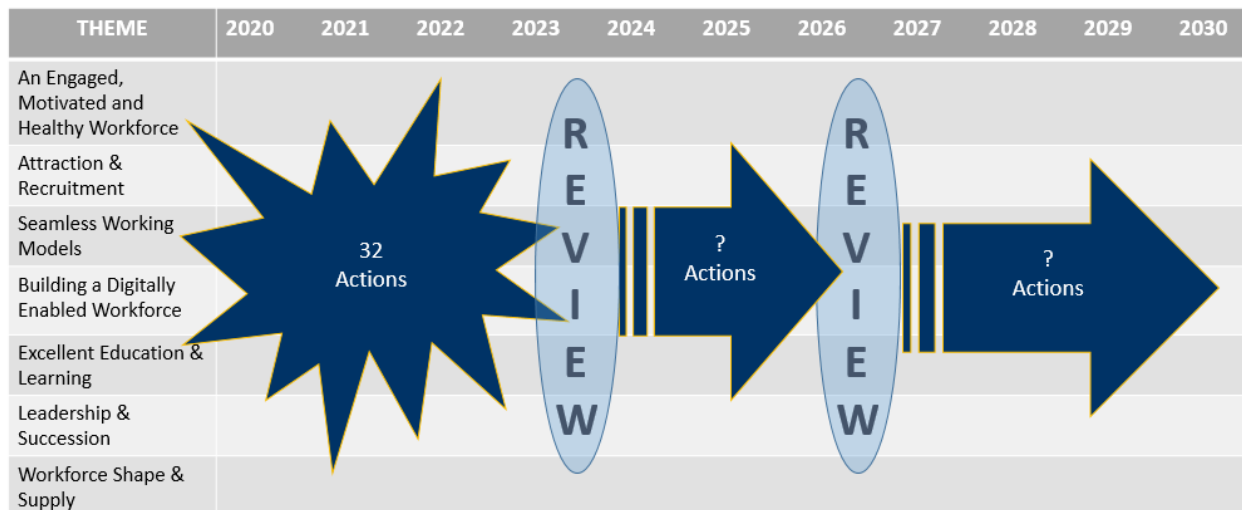 THEME 2020 2021 2022 2023 2024 2025 2026 2027 2028 2029 2030
An Engaged,
Motivated and
Healthy Workforce
Attraction &
Recruitment
Seamless Working
Models
Building a Digitally
Enabled Workforce
Excellent Education &
Learning
Leadership &
Succession
Workforce Shape &
Supply
32
Actions
R
E
V
I
E
W
?
Actions
R
E
V
I
E
W
?
Actions